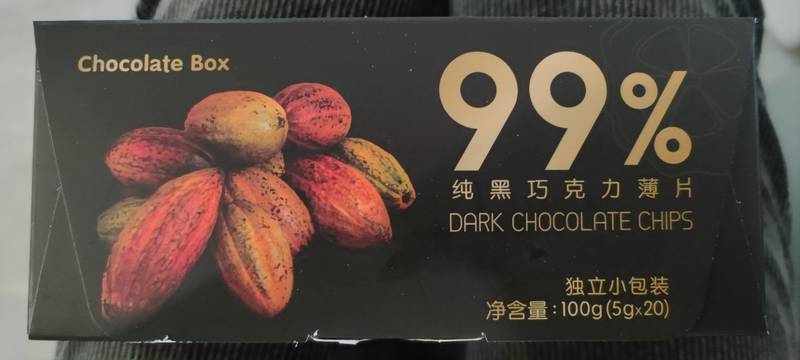 Chocolate Box
99%
纯黑巧克力薄片
DARK CHOCOLATE CHIPS
独立小包装
净含量:100g(5g×20)